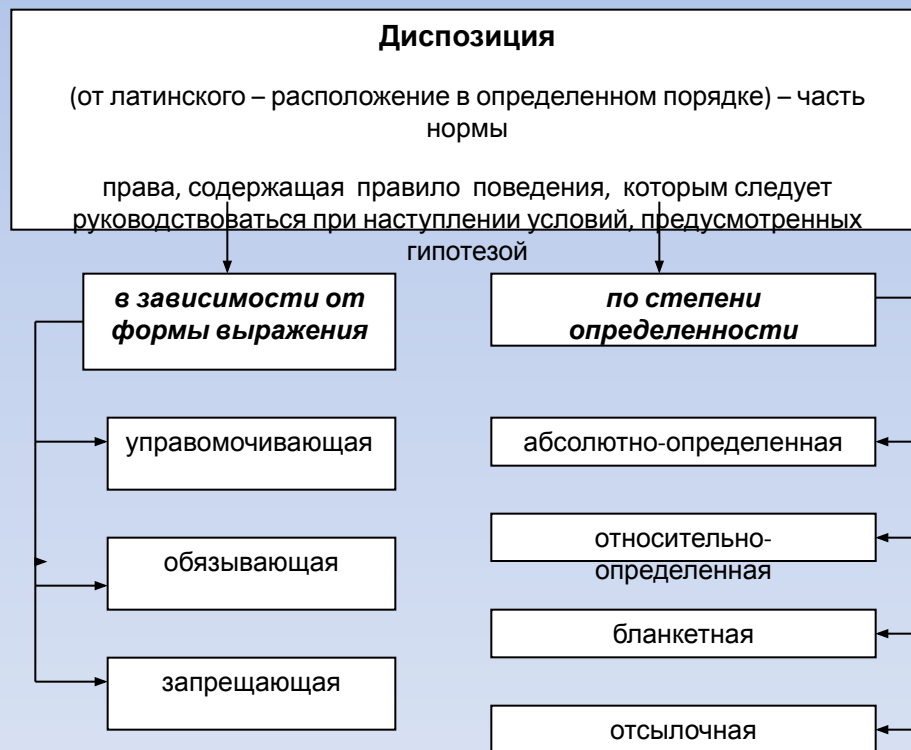 Диспозиция
(от латинского – расположение в определенном порядке) – часть
нормы
права, содержащая правило поведения, которым следует
руководствоваться при наступлении условий, предусмотренных
гипотезой
в зависимости от
формы выражения
управомочивающая
обязывающая
запрещающая
по степени
определенности
абсолютно-определенная
относительно-
определенная
бланкетная
отсылочная